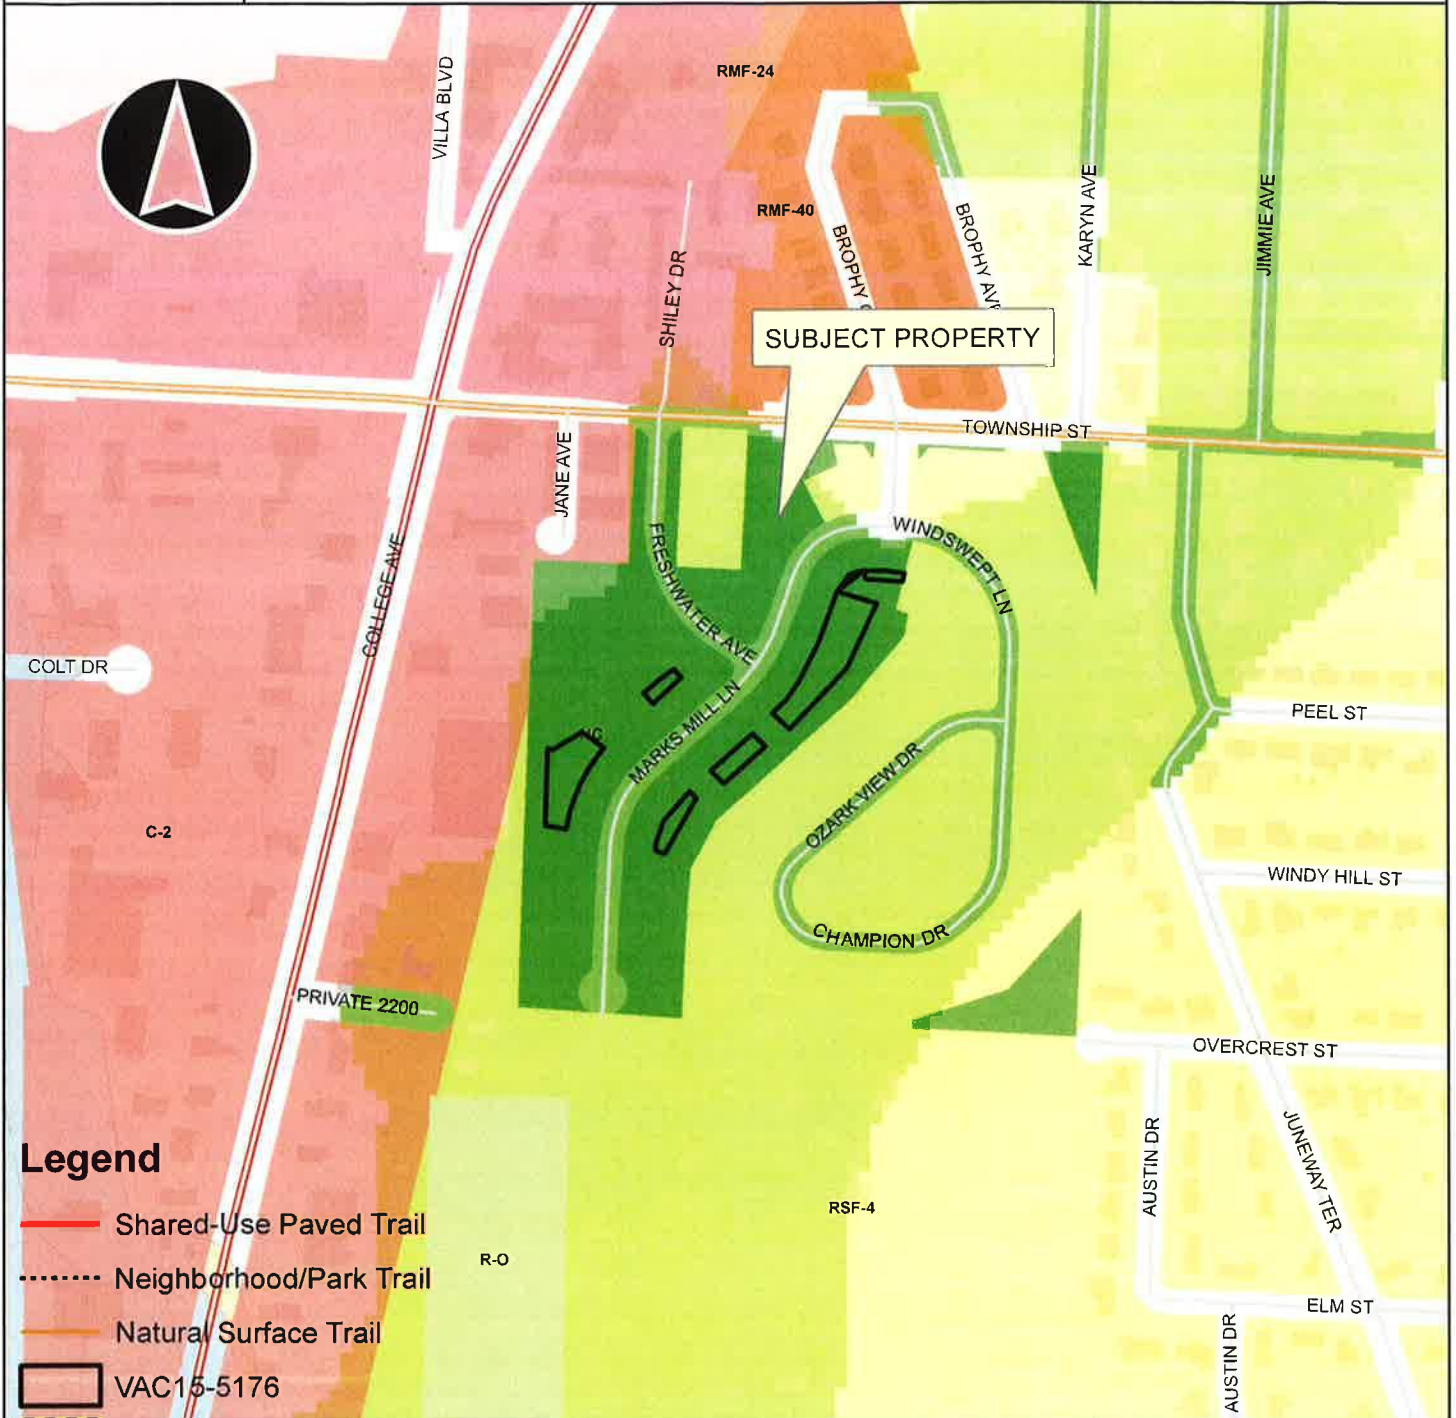 RMF-24
VILLA BLVD
KARYN AVE
JIMMIE AVE
RMF-40
BROPHY
BROPHY AVE
SHILEY DR
SUBJECT PROPERTY
TOWNSHIP ST
JANE AVE
WINDSWEPT LN
FRESHWATER AVE
COLLEGE AVE
COLT DR
MARKS MILL LN
PEEL ST
OZARK VIEW DR
C-2
WINDY HILL ST
CHAMPION DR
PRIVATE 2200
OVERCREST ST
AUSTIN DR
JUNEWAY TER
RSF-4
R-O
ELM ST
AUSTIN DR
Legend
Shared-Use Paved Trail
Neighborhood/Park Trail
Natural Surface Trail
VAC15-5176